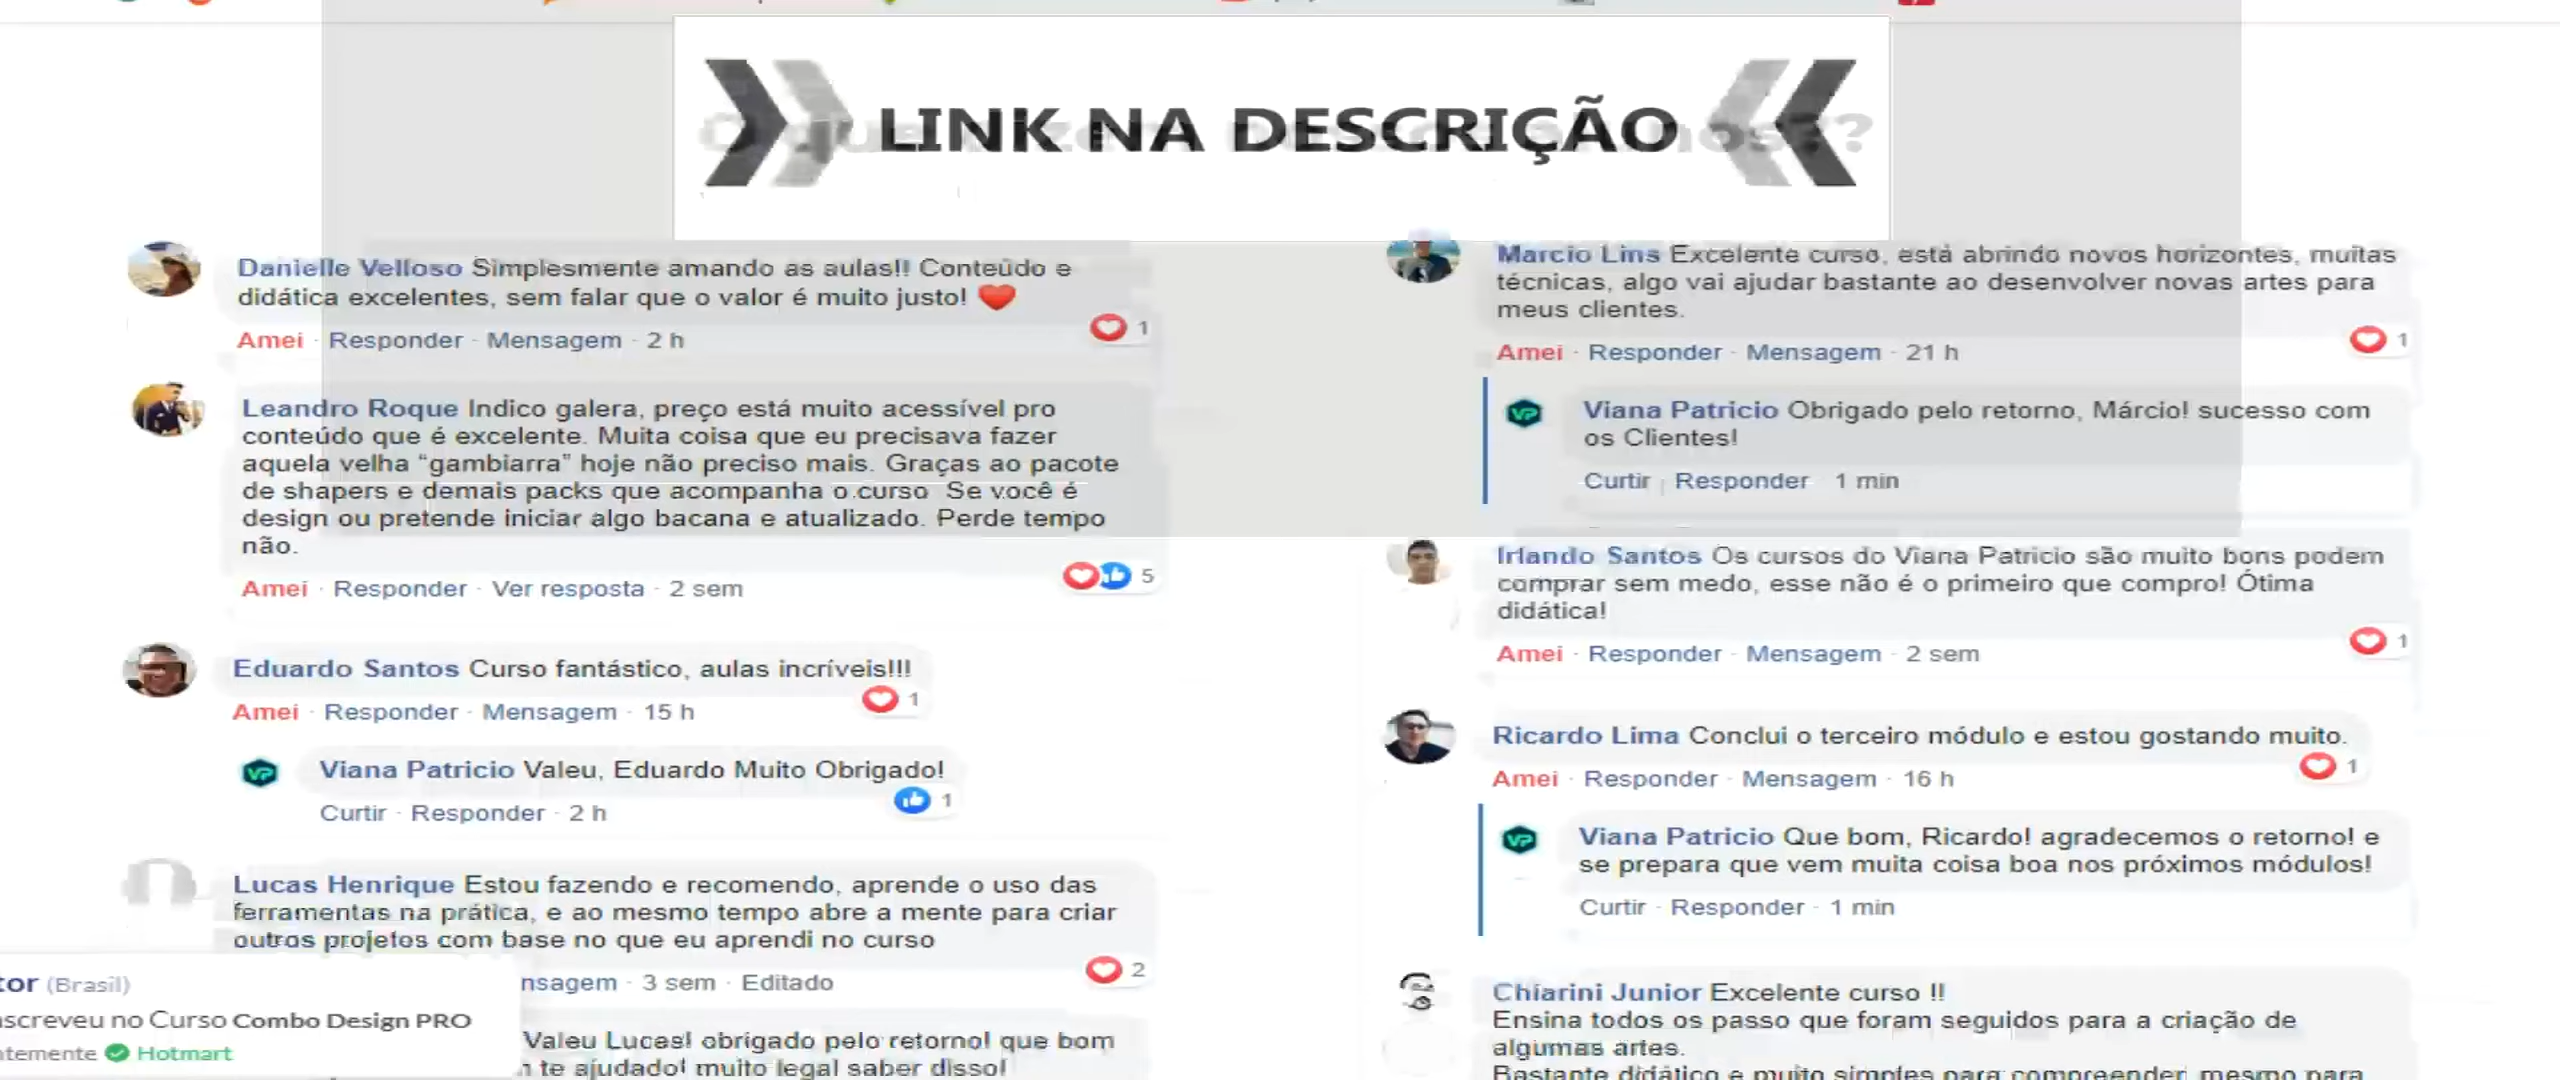 LINK NA DESCRIÇÃO
Danielle Velloso Simplesmente amando as aulas!! Conteúdo e
didática excelentes, sem falar que o valor é muito justo!
1
Amei · Responder · Mensagem · 2 h
Leandro Roque Indico galera, preço está muito acessível pro
conteúdo que é excelente. Muita coisa que eu precisava fazer
aquela velha “gambiarra” hoje não preciso mais. Graças ao pacote
de shapers e demais packs que acompanha o curso Se você é
design ou pretende iniciar algo bacana e atualizado. Perde tempo
não.
5
Amei · Responder · Ver resposta · 2 sem
Eduardo Santos Curso fantástico, aulas incríveis!!!
1
Amei · Responder · Mensagem · 15 h
VP
Viana Patricio Valeu, Eduardo Muito Obrigado!
1
Curtir · Responder · 2 h
Lucas Henrique Estou fazendo e recomendo, aprende o uso das
ferramentas na prática, e ao mesmo tempo abre a mente para criar
outros projetos com base no que eu aprendi no curso
2
nsagem · 3 sem · Editado
Valeu Lucas! obrigado pelo retorno! que bom
te ajudado! muito legal saber disso!
tor (Brasil)
screveu no Curso Combo Design PRO
temente Hotmart
Marcio Lins Excelente curso, está abrindo novos horizontes, muitas
técnicas, algo vai ajudar bastante ao desenvolver novas artes para
meus clientes.
1
Amei · Responder · Mensagem · 21 h
VP
Viana Patricio Obrigado pelo retorno, Márcio! sucesso com
os Clientes!
Curtir Responder 1 min
Irlando Santos Os cursos do Viana Patricio são muito bons podem
comprar sem medo, esse não é o primeiro que compro! Ótima
didática!
1
Amei · Responder · Mensagem · 2 sem
Ricardo Lima Conclui o terceiro módulo e estou gostando muito.
1
Amei · Responder · Mensagem · 16 h
VP
Viana Patricio Que bom, Ricardo! agradecemos o retorno! e
se prepara que vem muita coisa boa nos próximos módulos!
Curtir · Responder · 1 min
Chiarini Junior Excelente curso !!
Ensina todos os passo que foram seguidos para a criação de
algumas artes.
Bastante didático e muito simples para compreender, mesmo para